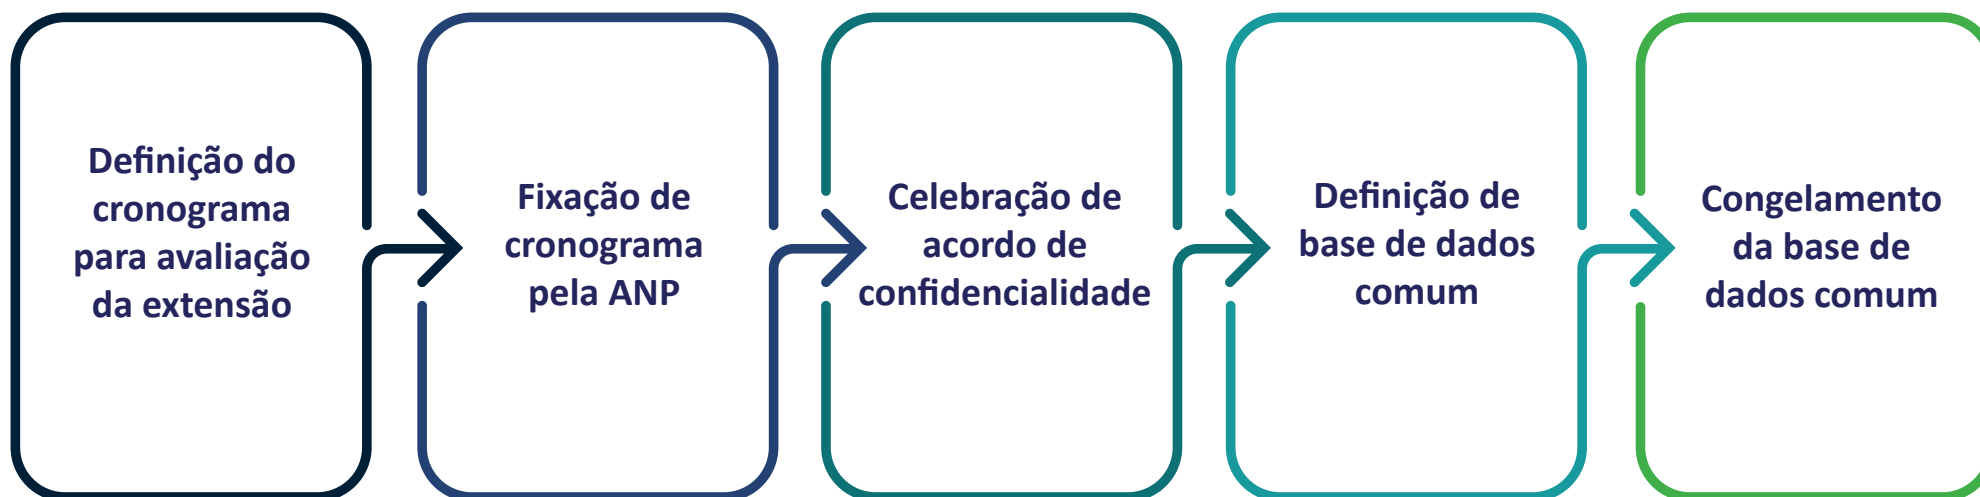 Definição do
cronograma
para avaliação
da extensão
Fixação de
cronograma
pela ANP
Celebração de
acordo de
confidencialidade
Definição de
base de dados
comum
Congelamento
da base de
dados comum